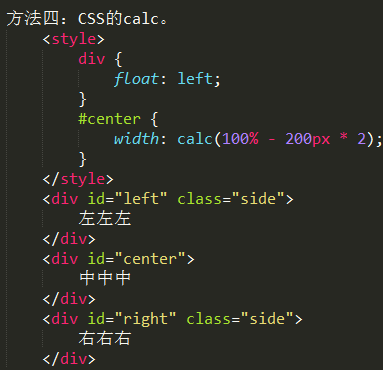 方法四：CSS的calc。
<style>
div {
float: left;
}
#center {
width: calc(100% - 200px * 2);
}
</style>
<div id="left" class="side">
左左左
</div>
<div id="center">
中中中
</div>
<div id="right" class="side">
右右右
</div>